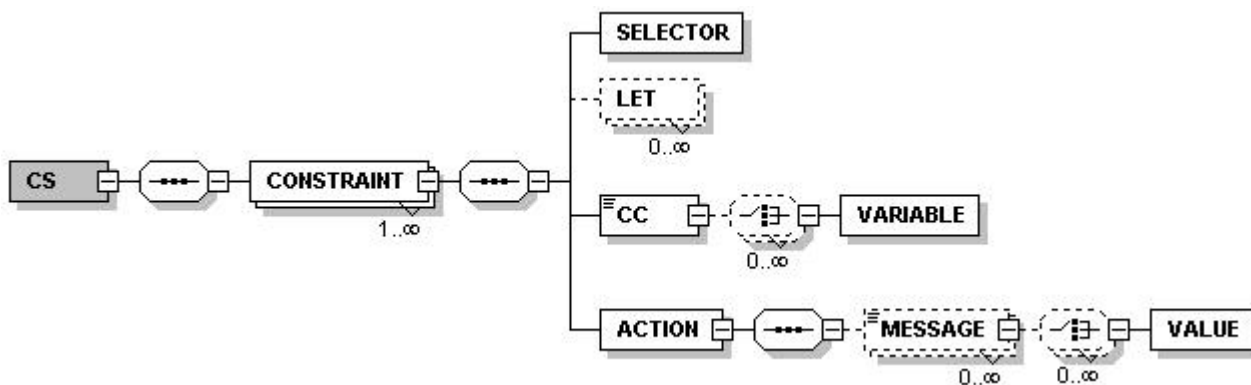 SELECTOR
LET
0..∞
CS
CONSTRAINT
1..∞
CC
VARIABLE
0..∞
ACTION
MESSAGE
VALUE
0..∞
0..∞